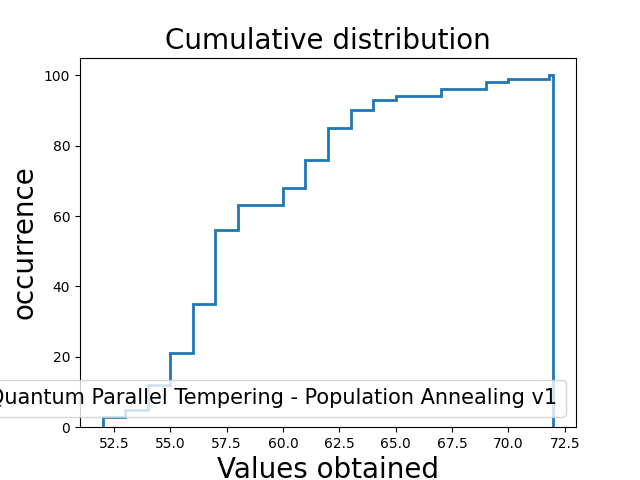 Cumulative distribution
occurrence
100
80
60
40
20
0
Quantum Parallel Tempering - Population Annealing v1
52.5 55.0 57.5 60.0 62.5 65.0 67.5 70.0 72.5
Values obtained